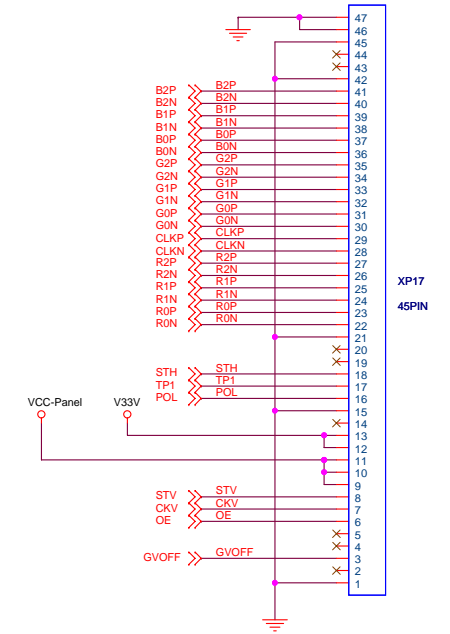 47
46
45
44
43
42
B2P B2P 41
B2N B2N 40
B1P B1P 39
B1N B1N 38
B0P B0P 37
B0N B0N 36
G2P G2P 35
G2N G2N 34
G1P G1P 33
G1N G1N 32
G0P G0P 31
G0N G0N 30
CLKP CLKP 29
CLKN CLKN 28
R2P R2P 27
R2N R2N 26
R1P R1P 25
R1N R1N 24
R0P R0P 23
R0N R0N 22
21
20
19
STH STH 18
TP1 TP1 17
POL POL 16
15
14
13
12
11
10
9
STV STV 8
CKV CKV 7
OE OE 6
5
4
GVOFF GVOFF 3
2
1
XP17
45PIN
VCC-Panel V33V